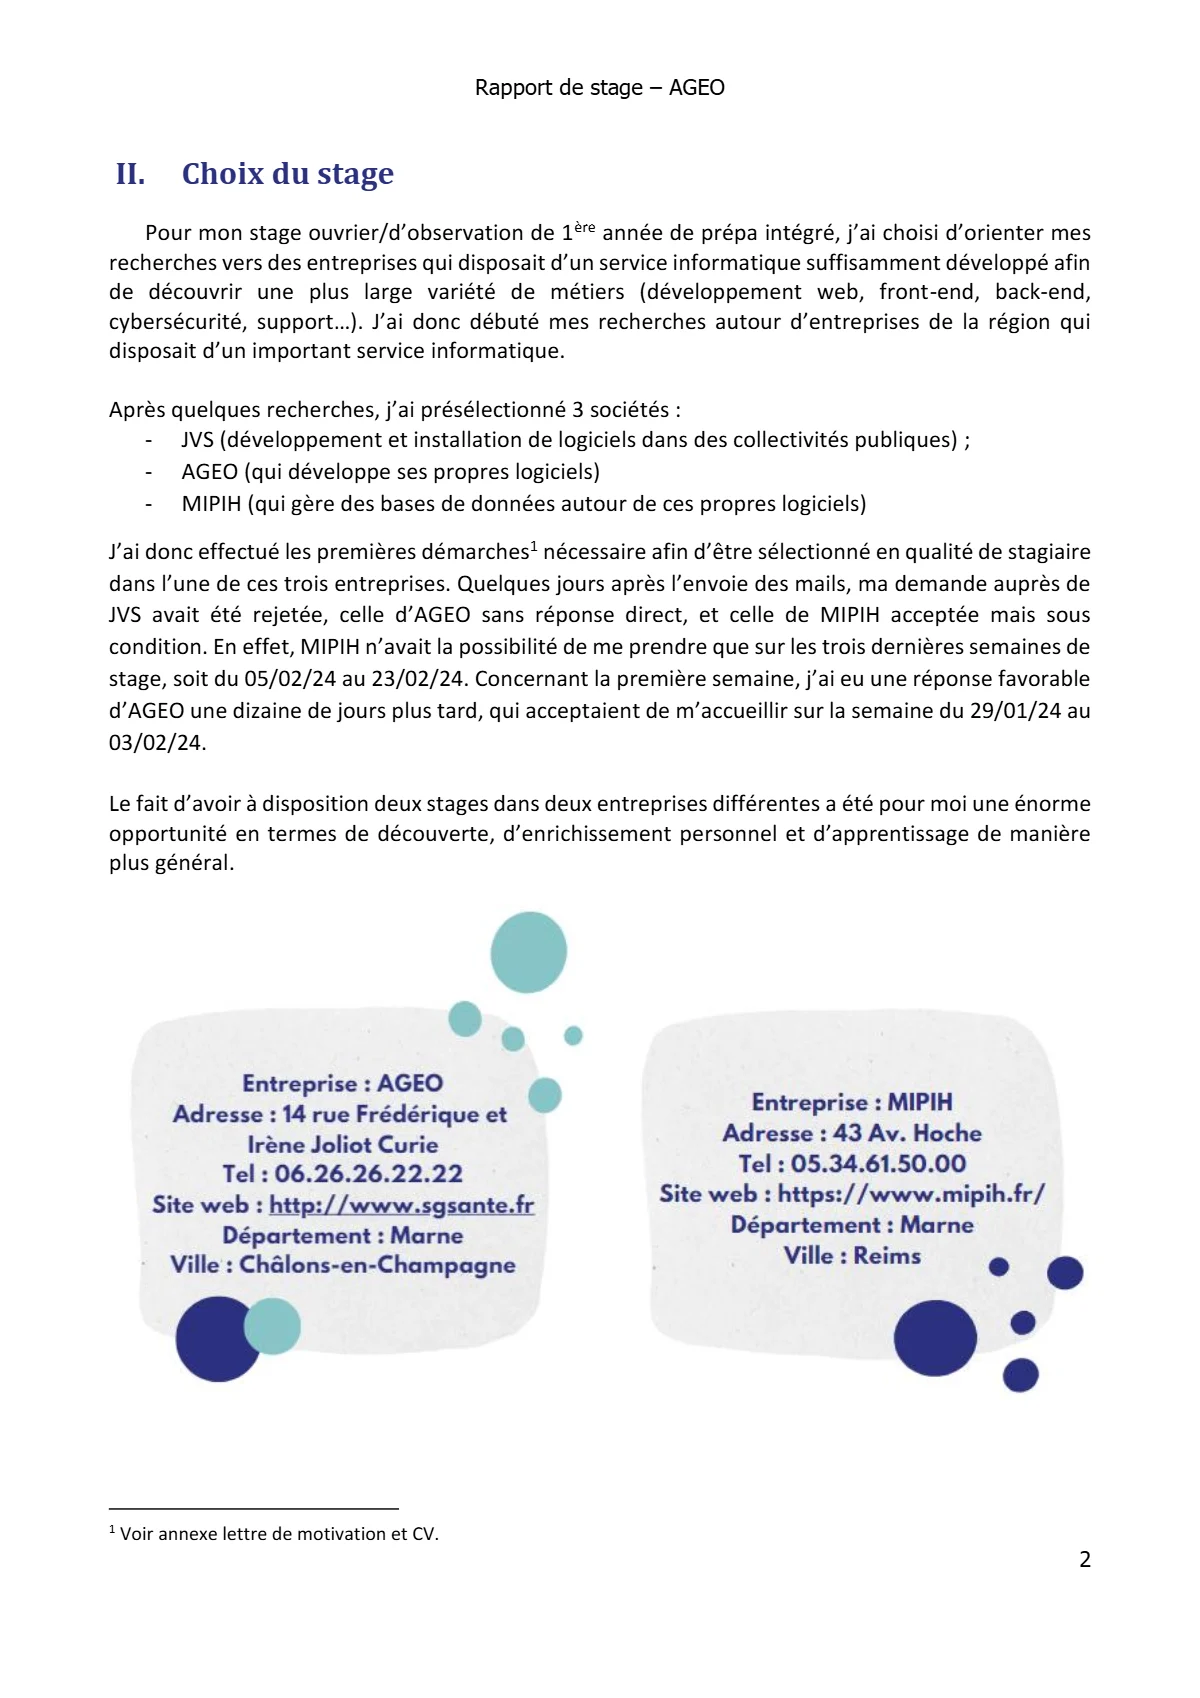 Rapport de stage – AGEO
II. Choix du stage
Pour mon stage ouvrier/d’observation de 1ère année de prépa intégré, j’ai choisi d’orienter mes
recherches vers des entreprises qui disposait d’un service informatique suffisamment développé afin
de découvrir une plus large variété de métiers (développement web, front-end, back-end,
cybersécurité, support…). J’ai donc débuté mes recherches autour d’entreprises de la région qui
disposait d’un important service informatique.
Après quelques recherches, j’ai présélectionné 3 sociétés :
- JVS (développement et installation de logiciels dans des collectivités publiques) ;
- AGEO (qui développe ses propres logiciels)
- MIPIH (qui gère des bases de données autour de ces propres logiciels)
J’ai donc effectué les premières démarches1 nécessaire afin d’être sélectionné en qualité de stagiaire
dans l’une de ces trois entreprises. Quelques jours après l’envoie des mails, ma demande auprès de
JVS avait été rejetée, celle d’AGEO sans réponse direct, et celle de MIPIH acceptée mais sous
condition. En effet, MIPIH n’avait la possibilité de me prendre que sur les trois dernières semaines de
stage, soit du 05/02/24 au 23/02/24. Concernant la première semaine, j’ai eu une réponse favorable
d’AGEO une dizaine de jours plus tard, qui acceptaient de m’accueillir sur la semaine du 29/01/24 au
03/02/24.
Le fait d’avoir à disposition deux stages dans deux entreprises différentes a été pour moi une énorme
opportunité en termes de découverte, d’enrichissement personnel et d’apprentissage de manière
plus général.
Entreprise : AGEO
Adresse : 14 rue Frédérique et
Irène Joliot Curie
Tel : 06.26.26.22.22
Site web : http://www.sgsante.fr
Département : Marne
Ville : Châlons-en-Champagne
Entreprise : MIPIH
Adresse : 43 Av. Hoche
Tel : 05.34.61.50.00
Site web : https://www.mipih.fr/
Département : Marne
Ville : Reims
1 Voir annexe lettre de motivation et CV.
2